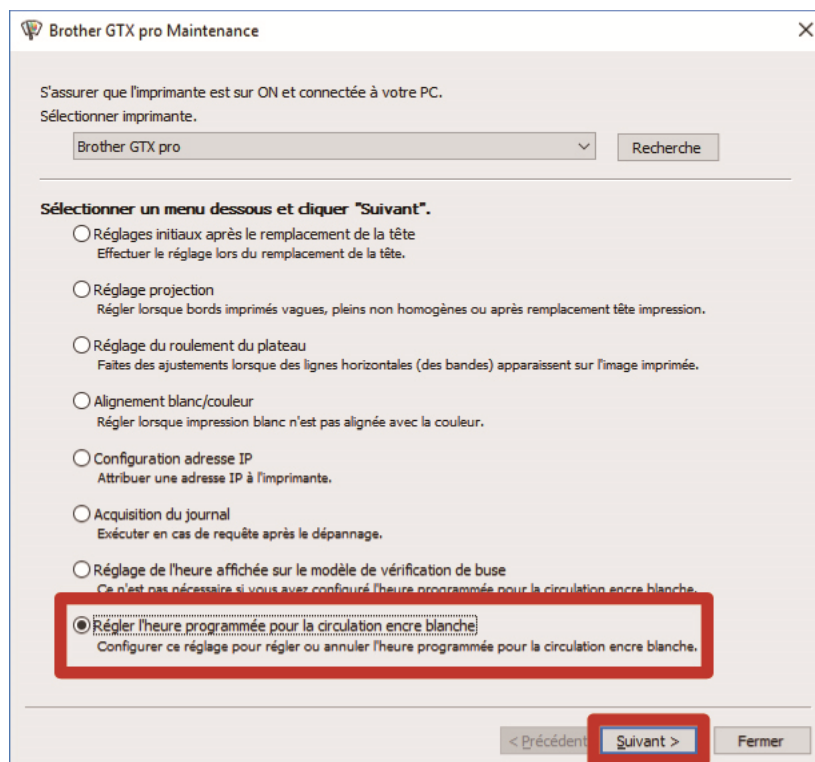 Brother GTX pro Maintenance
S'assurer que l'imprimante est sur ON et connectée à votre PC.
Sélectionner imprimante.
Brother GTX pro
Recherche
Sélectionner un menu dessous et cliquer "Suivant".
Réglages initiaux après le remplacement de la tête
Effectuer le réglage lors du remplacement de la tête.
Réglage projection
Régler lorsque bords imprimés vagues, pleins non homogènes ou après remplacement tête impression.
Réglage du roulement du plateau
Faites des ajustements lorsque des lignes horizontales (des bandes) apparaissent sur l'image imprimée.
Alignement blanc/couleur
Régler lorsque impression blanc n'est pas alignée avec la couleur.
Configuration adresse IP
Attribuer une adresse IP à l'imprimante.
Acquisition du journal
Exécuter en cas de requête après le dépannage.
Réglage de l'heure affichée sur le modèle de vérification de buse
Ce n'est pas nécessaire si vous avez configuré l'heure programmée pour la circulation encre blanche.
Régler l'heure programmée pour la circulation encre blanche
Configurer ce réglage pour régler ou annuler l'heure programmée pour la circulation encre blanche.
< Précédent
Suivant >
Fermer